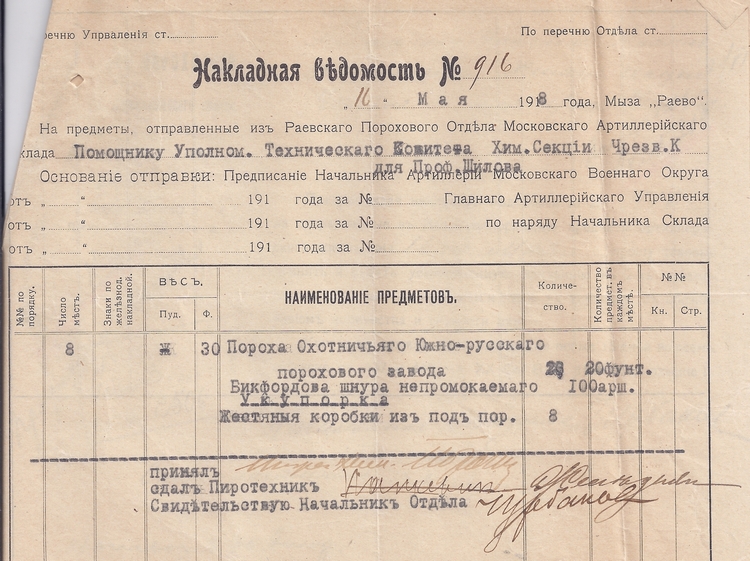 По перечню Отдѣла ст.
Накладная вѣдомость № 916
„ 16 - Мая 1918 года, Мыза „Раево".
На предметы, отправленные изъ Раевскаго Порохового Отдѣла Московскаго Артиллерійскаго
клада Помощнику Уполном. Техническаго Комитета Хим.Секціи Чрезв.К
для Проф.Шилова
Основаніе отправки: Предписаніе Начальника Артиллеріи Московскаго Военнаго Округа
отъ „ “ 191 года за № Главнаго Артиллерійскаго Управленія
отъ „ “ 191 года за № по наряду Начальника Склада
отъ „ “ 191 года за №
№№ по порядку.
Число мѣстъ.
Знаки по желѣзнод. накладной.
ВѢСЪ.
Пуд. Ф.
НАИМЕНОВАНІЕ ПРЕДМЕТОВЪ.
Количество.
Количество предмет. въ каждомъ мѣстѣ.
№№
Кн. Стр.
8 30 Пороха Охотничьяго Южно-русскаго
порохового завода 20фунт.
Бикфордова шнура непромокаемаго 100арш.
Укупорка
Жестяныя коробки изъ подъ пор. 8
принялъ
сдалъ Пиротехникъ
Свидѣтельствую Начальникъ Отдѣла